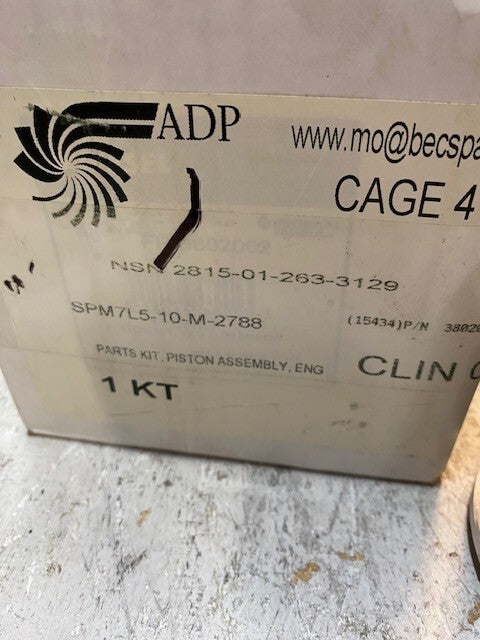 ADP
www.mo@becspa
CAGE 4
NSN 2815-01-263-3129
SPM7L5-10-M-2788
(15434)P/N 3802
PARTS KIT, PISTON ASSEMBLY, ENG
CLIN
1 KT